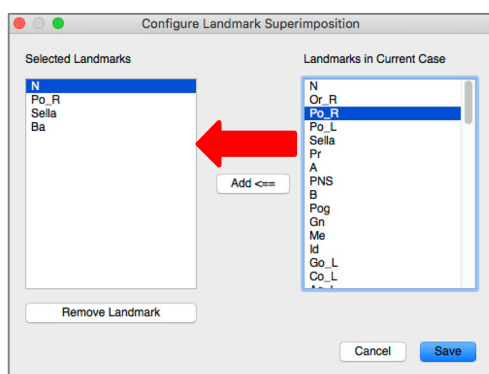 Configure Landmark Superimposition
Selected Landmarks
N
Po_R
Sella
Ba
Remove Landmark
Add <==
Landmarks in Current Case
N
Or_R
Po_R
Po_L
Sella
Pr
A
PNS
B
Pog
Gn
Me
Id
Go_L
Co_L
Cancel
Save